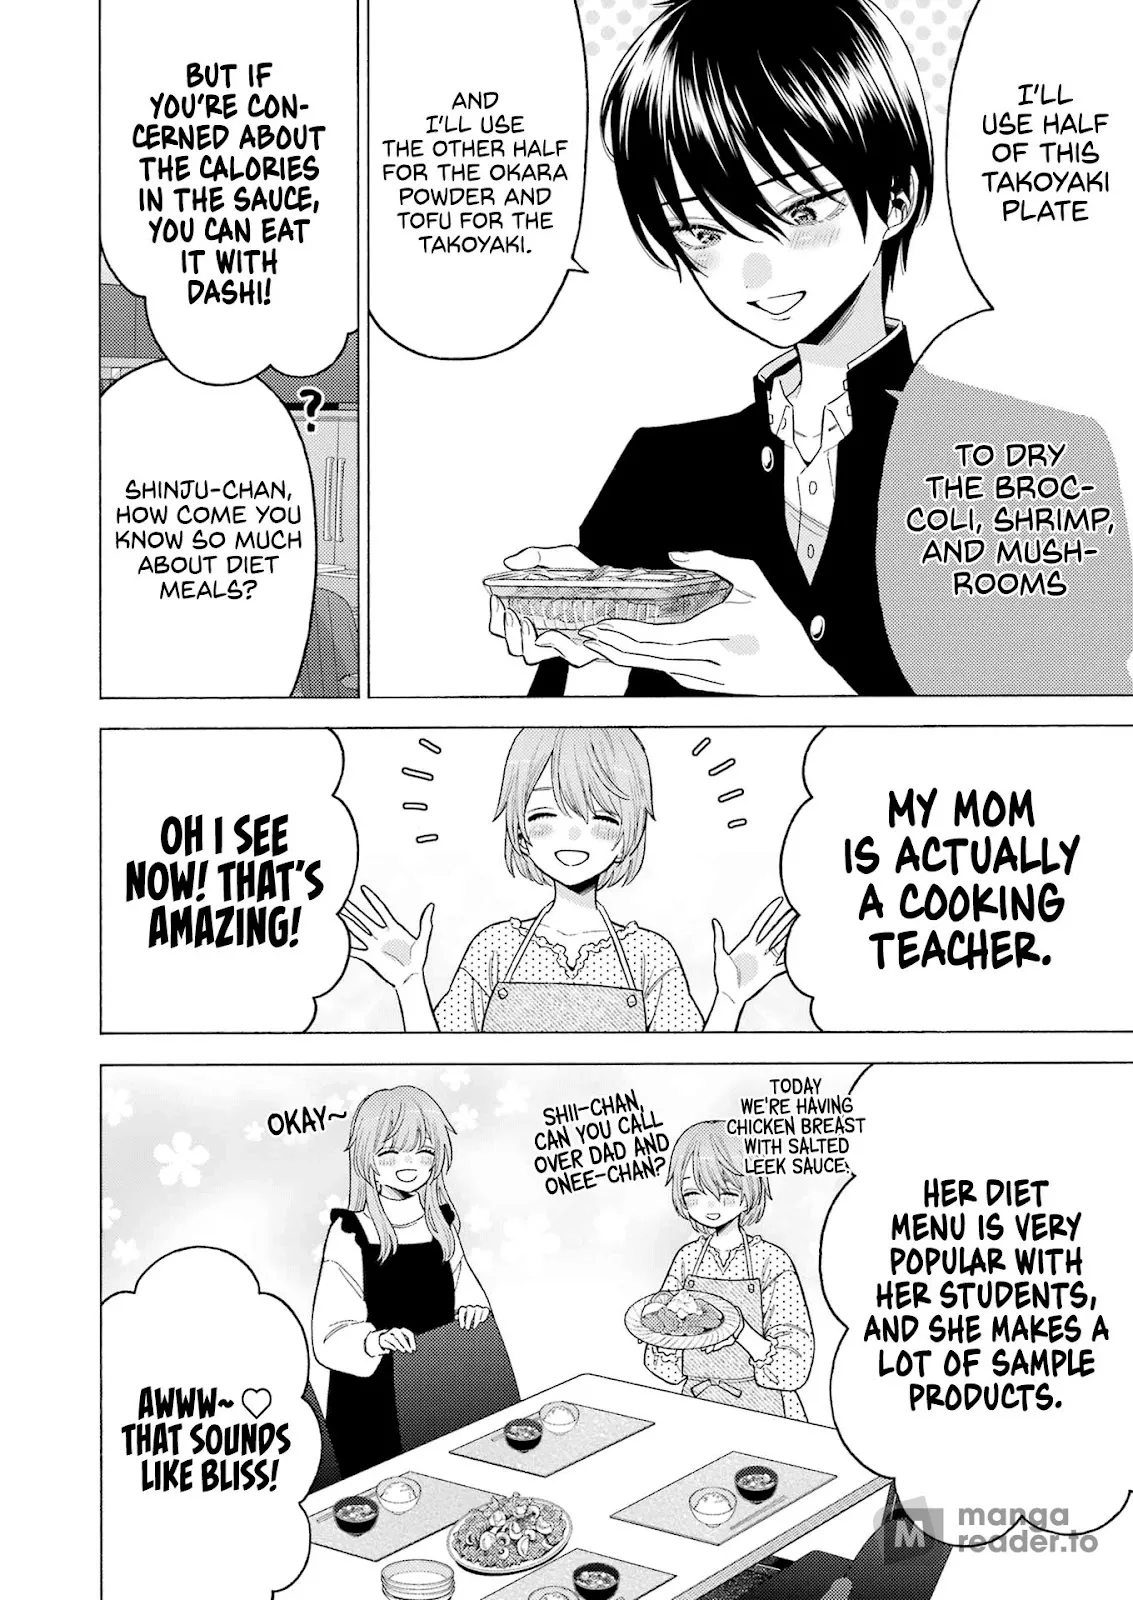 I'LL
USE HALF
OF THIS
TAKOYAKI
PLATE
TO DRY
THE BROC-
COLI, SHRIMP,
AND MUSH-
ROOMS
AND
I'LL USE
THE OTHER HALF
FOR THE OKARA
POWDER AND
TOFU FOR THE
TAKOYAKI.
BUT IF
YOU'RE CON-
CERNED ABOUT
THE CALORIES
IN THE SAUCE,
YOU CAN EAT
IT WITH
DASHI!
?
SHINJU-CHAN,
HOW COME YOU
KNOW SO MUCH
ABOUT DIET
MEALS?
MY MOM
IS ACTUALLY
A COOKING
TEACHER.
OH I SEE
NOW! THAT'S
AMAZING!
HER DIET
MENU IS VERY
POPULAR WITH
HER STUDENTS,
AND SHE MAKES A
LOT OF SAMPLE
PRODUCTS.
TODAY
WE'RE HAVING
CHICKEN BREAST
WITH SALTED
LEEK SAUCE.
SHII-CHAN,
CAN YOU CALL
OVER DAD AND
ONEE-CHAN?
OKAY~
AWWW~ ♡
THAT SOUNDS
LIKE BLISS!
M manga
reader.to